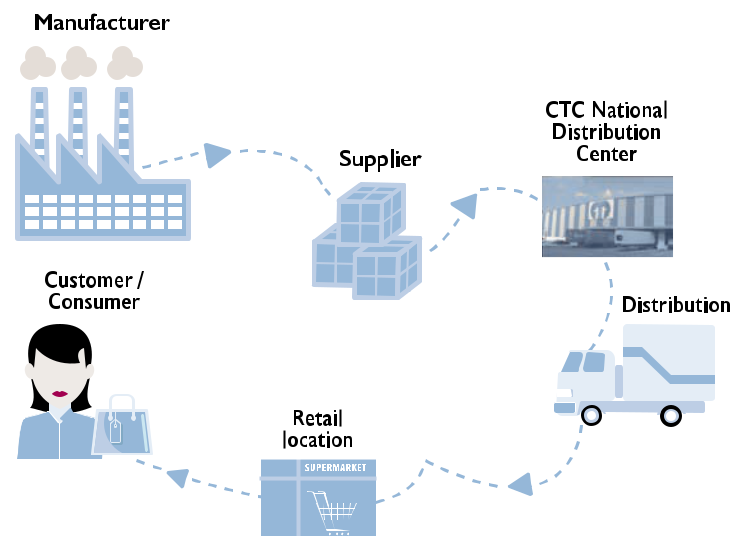 Manufacturer
Supplier
CTC National
Distribution
Center
Distribution
Customer /
Consumer
Retail
location
SUPERMARKET